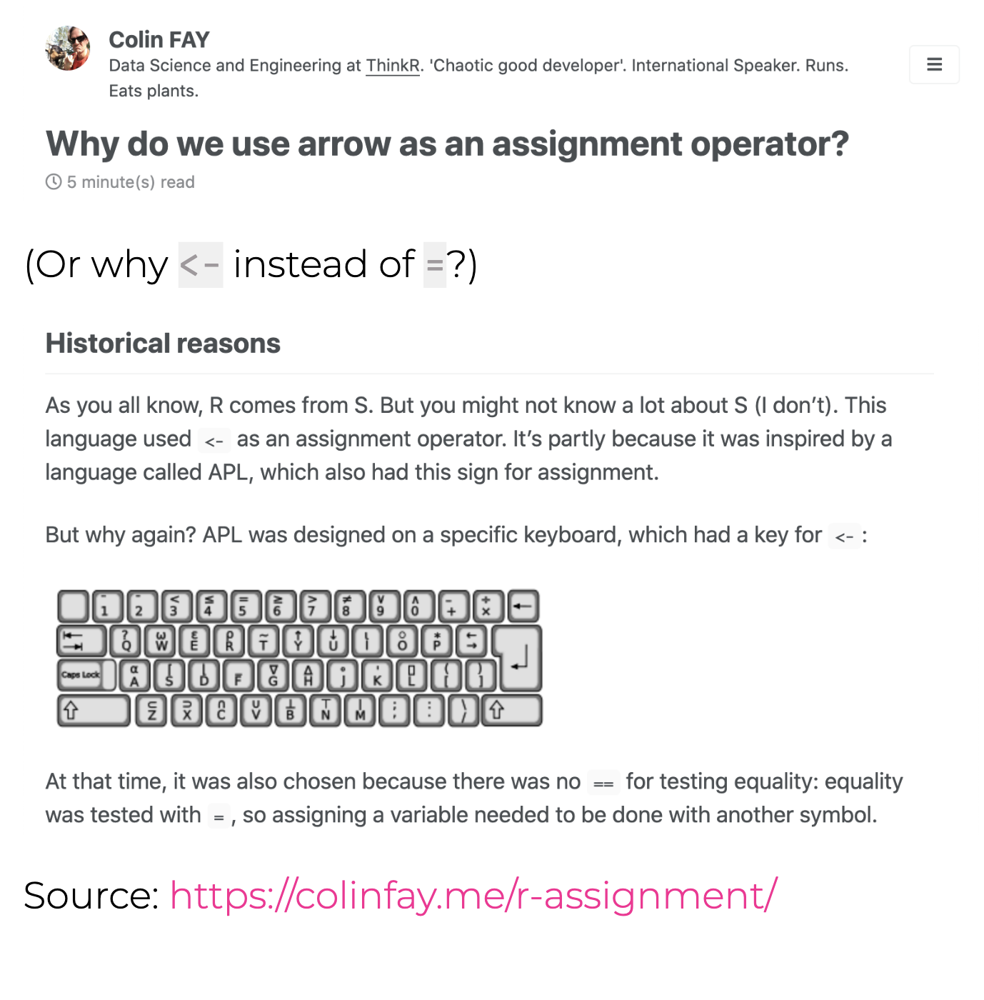 Colin FAY
Data Science and Engineering at ThinkR. 'Chaotic good developer'. International Speaker. Runs.
Eats plants.
Why do we use arrow as an assignment operator?
5 minute(s) read
(Or why <- instead of =?)
Historical reasons
As you all know, R comes from S. But you might not know a lot about S (I don’t). This
language used <- as an assignment operator. It’s partly because it was inspired by a
language called APL, which also had this sign for assignment.
But why again? APL was designed on a specific keyboard, which had a key for <- :
¨ ¯ < ≤ = ≥ > ≠ ∨ ∧ - ÷
1 2 3 4 5 6 7 8 9 0 + × ←
? ω ε ρ ~ ↑ ↓ ι ○ * ←
Q W E R T Y U I O P →
Caps Lock α ⌈ ⌊ _ ∇ ∆ ∘ ' ⎕ ( )
A S D F G H J K L [ ]
⊂ ⊃ ∩ ∪ ⊥ ⊤ | ; : \
Z X C V B N M , . /
At that time, it was also chosen because there was no == for testing equality: equality
was tested with = , so assigning a variable needed to be done with another symbol.
Source: https://colinfay.me/r-assignment/